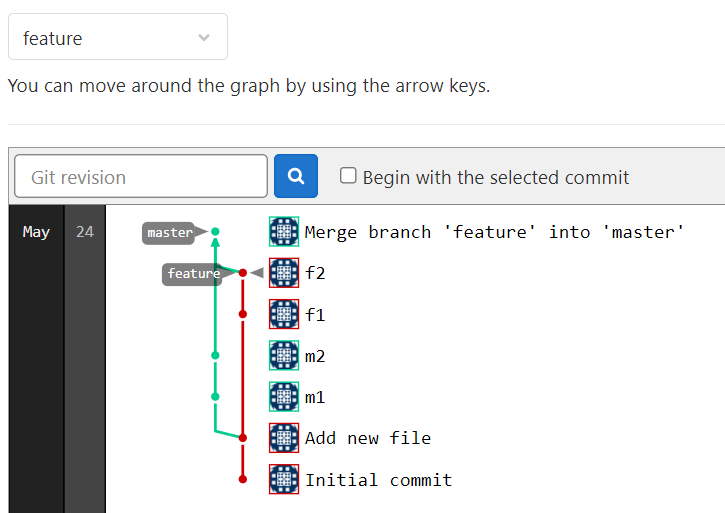 feature
You can move around the graph by using the arrow keys.
Git revision
Begin with the selected commit
May 24 master Merge branch 'feature' into 'master'
feature f2
f1
m2
m1
Add new file
Initial commit